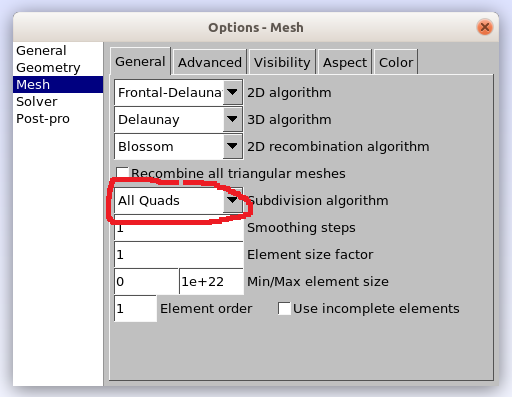 Options - Mesh
General
Geometry
Mesh
Solver
Post-pro
General Advanced Visibility Aspect Color
Frontal-Delaunay 2D algorithm
Delaunay 3D algorithm
Blossom 2D recombination algorithm
Recombine all triangular meshes
All Quads Subdivision algorithm
1 Smoothing steps
1 Element size factor
0 1e+22 Min/Max element size
1 Element order Use incomplete elements